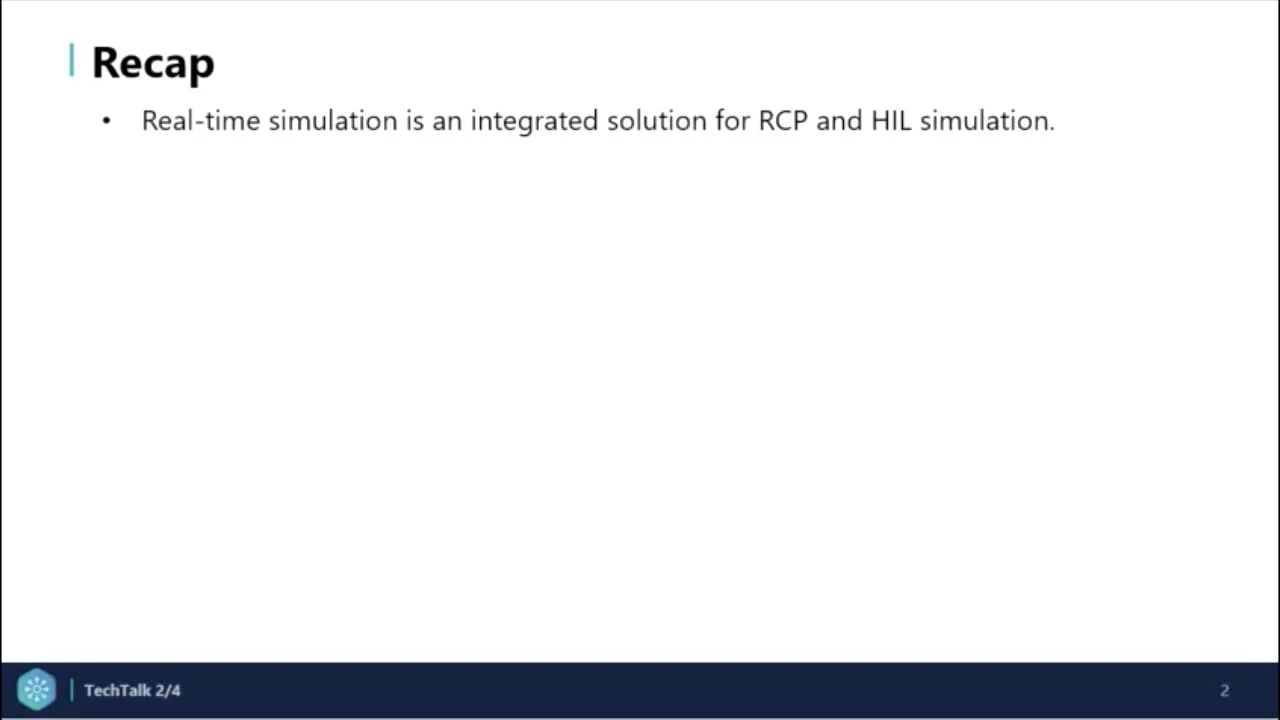 Recap
• Real-time simulation is an integrated solution for RCP and HIL simulation.
TechTalk 2/4
2